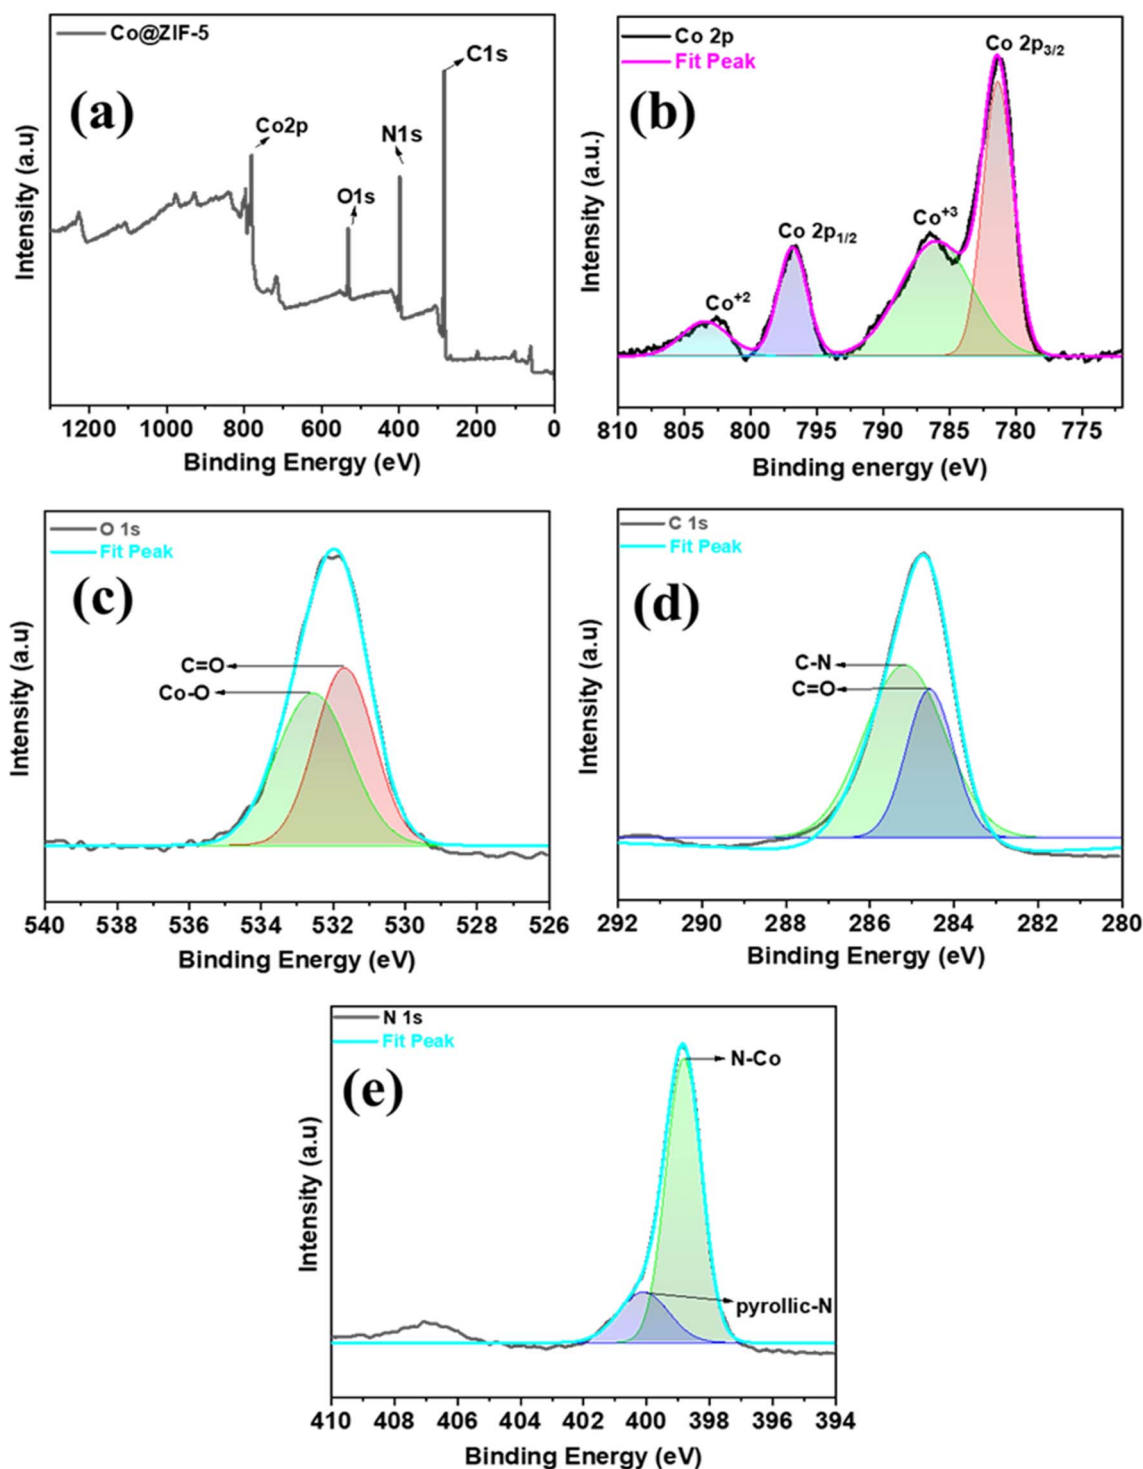 Co@ZIF-5
(a)
C1s
Co2p
N1s
O1s
Intensity (a.u)
1200 1000 800 600 400 200 0
Binding Energy (eV)
Co 2p
Fit Peak
(b)
Co 2p3/2
Co+3
Co 2p1/2
Co+2
Intensity (a.u.)
810 805 800 795 790 785 780 775
Binding energy (eV)
O 1s
Fit Peak
(c)
C=O
Co-O
Intensity (a.u)
540 538 536 534 532 530 528 526
Binding Energy (eV)
C 1s
Fit Peak
(d)
C-N
C=O
Intensity (a.u)
292 290 288 286 284 282 280
Binding Energy (eV)
N 1s
Fit Peak
(e)
N-Co
pyrollic-N
Intensity (a.u)
410 408 406 404 402 400 398 396 394
Binding Energy (eV)